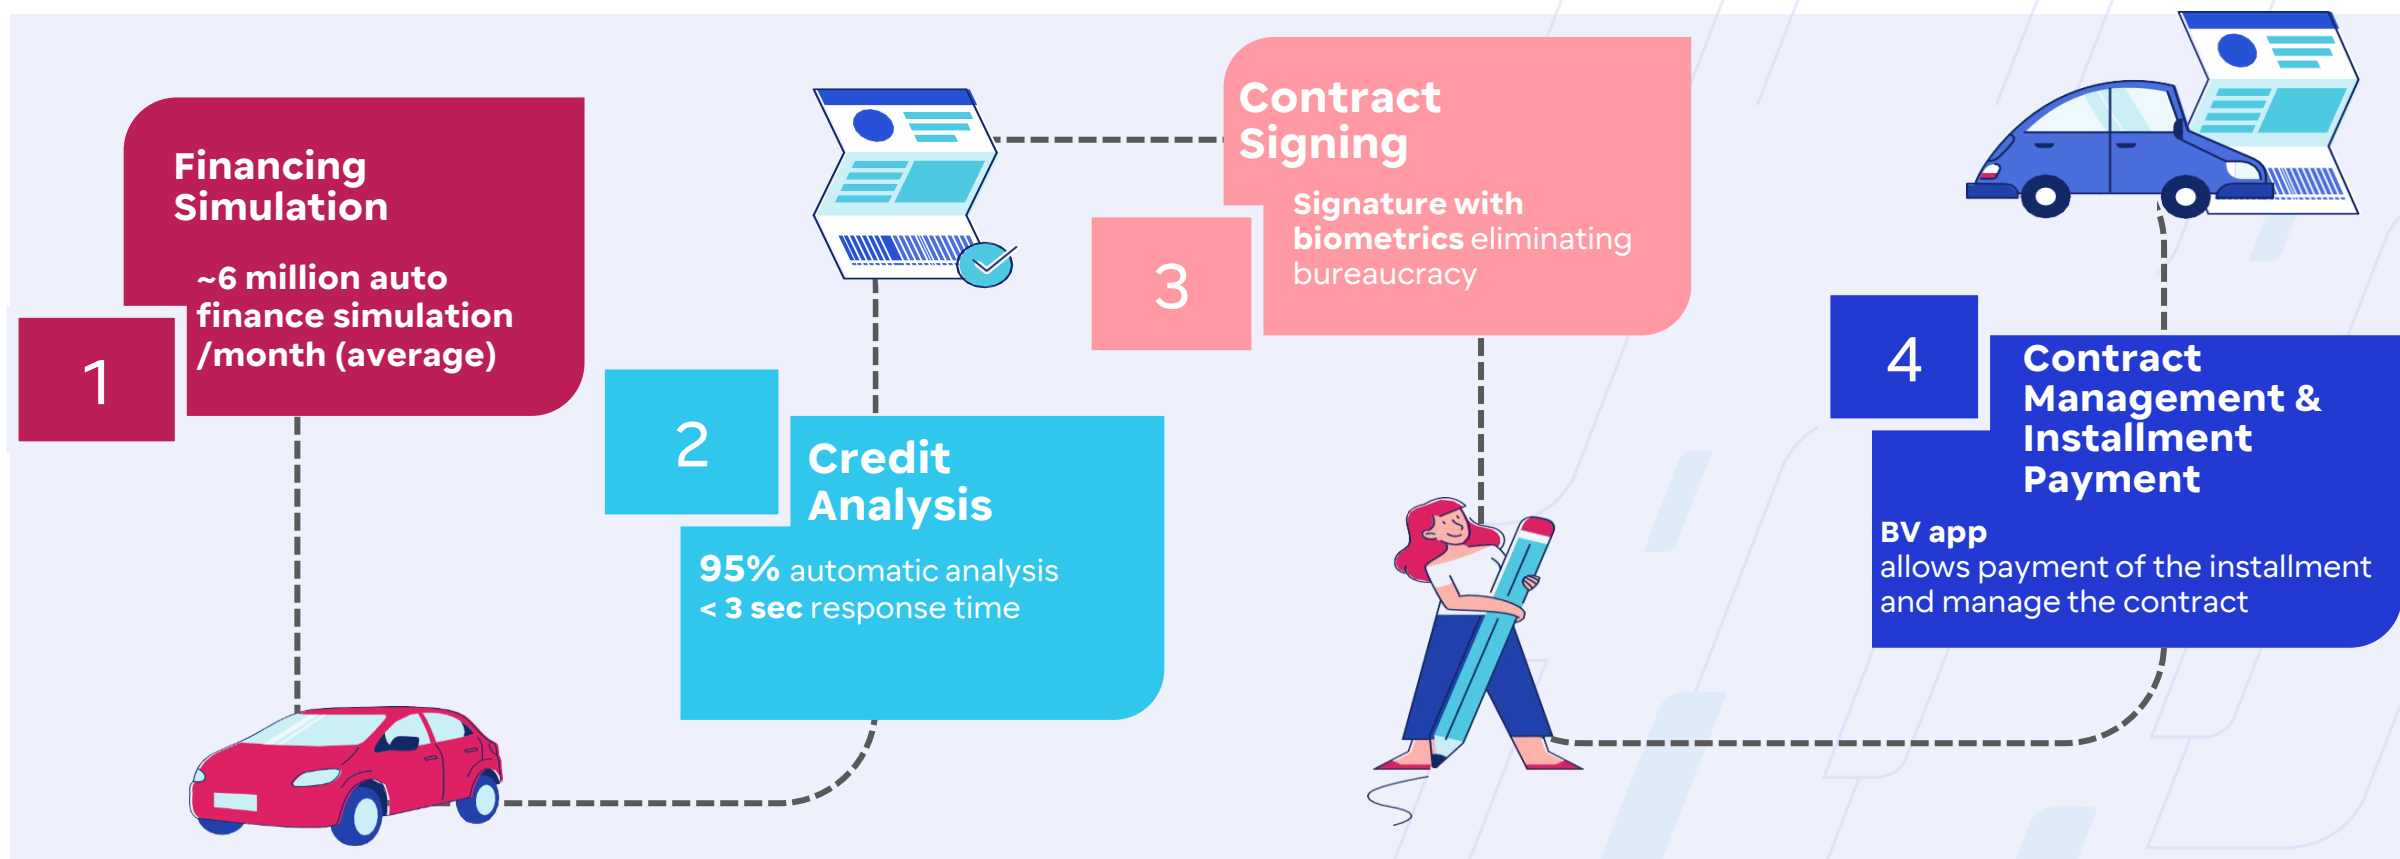 1
Financing
Simulation
~6 million auto
finance simulation
/month (average)
2
Credit
Analysis
95% automatic analysis
< 3 sec response time
3
Contract
Signing
Signature with
biometrics eliminating
bureaucracy
4
Contract
Management &
Installment
Payment
BV app
allows payment of the installment
and manage the contract